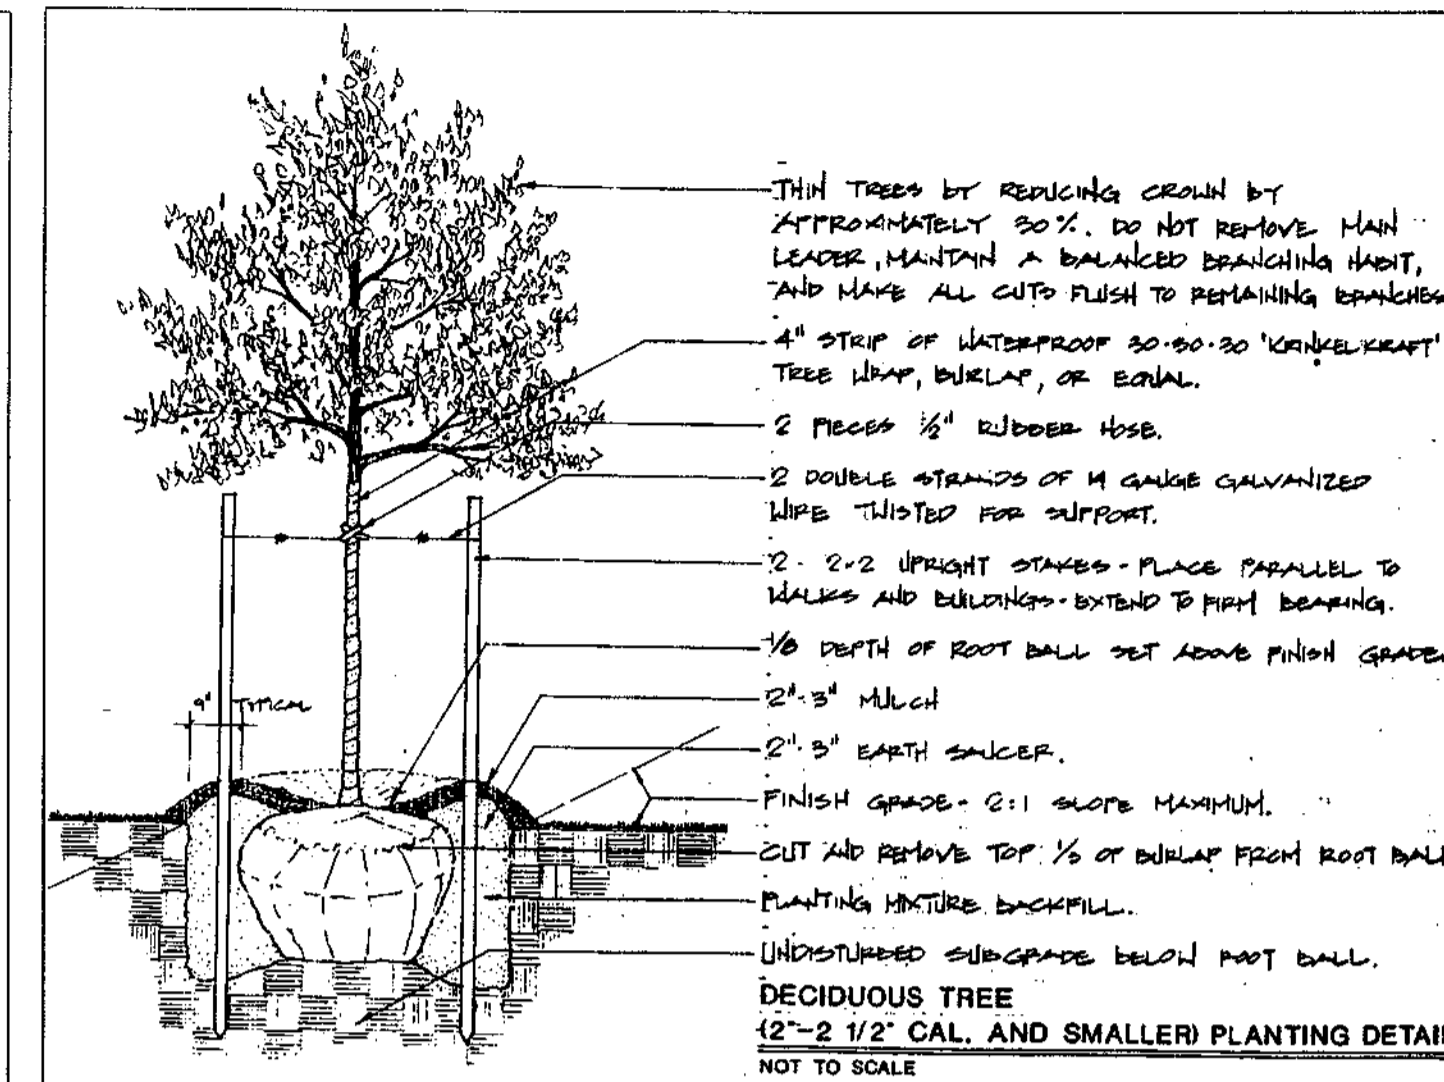 THIN TREES BY REDUCING CROWN BY
APPROXIMATELY 30%. DO NOT REMOVE MAIN
LEADER, MAINTAIN A BALANCED BRANCHING HABIT,
AND MAKE ALL CUTS FLUSH TO REMAINING BRANCHES
4" STRIP OF WATERPROOF 30-30-30 'KRINKELKRAFT'
TREE WRAP, BURLAP, OR EQUAL.
2 PIECES 1/2" RUBBER HOSE.
2 DOUBLE STRANDS OF 14 GAUGE GALVANIZED
WIRE TWISTED FOR SUPPORT.
2 - 2×2 UPRIGHT STAKES - PLACE PARALLEL TO
WALKS AND BUILDINGS - EXTEND TO FIRM BEARING.
1/8 DEPTH OF ROOT BALL SET ABOVE FINISH GRADE
9" TYPICAL
2"-3" MULCH
2"-3" EARTH SAUCER.
FINISH GRADE - 2:1 SLOPE MAXIMUM.
CUT AND REMOVE TOP 1/3 OF BURLAP FROM ROOT BALL
PLANTING MIXTURE BACKFILL.
UNDISTURBED SUBGRADE BELOW ROOT BALL.
DECIDUOUS TREE
(2"-2 1/2" CAL. AND SMALLER) PLANTING DETAI
NOT TO SCALE